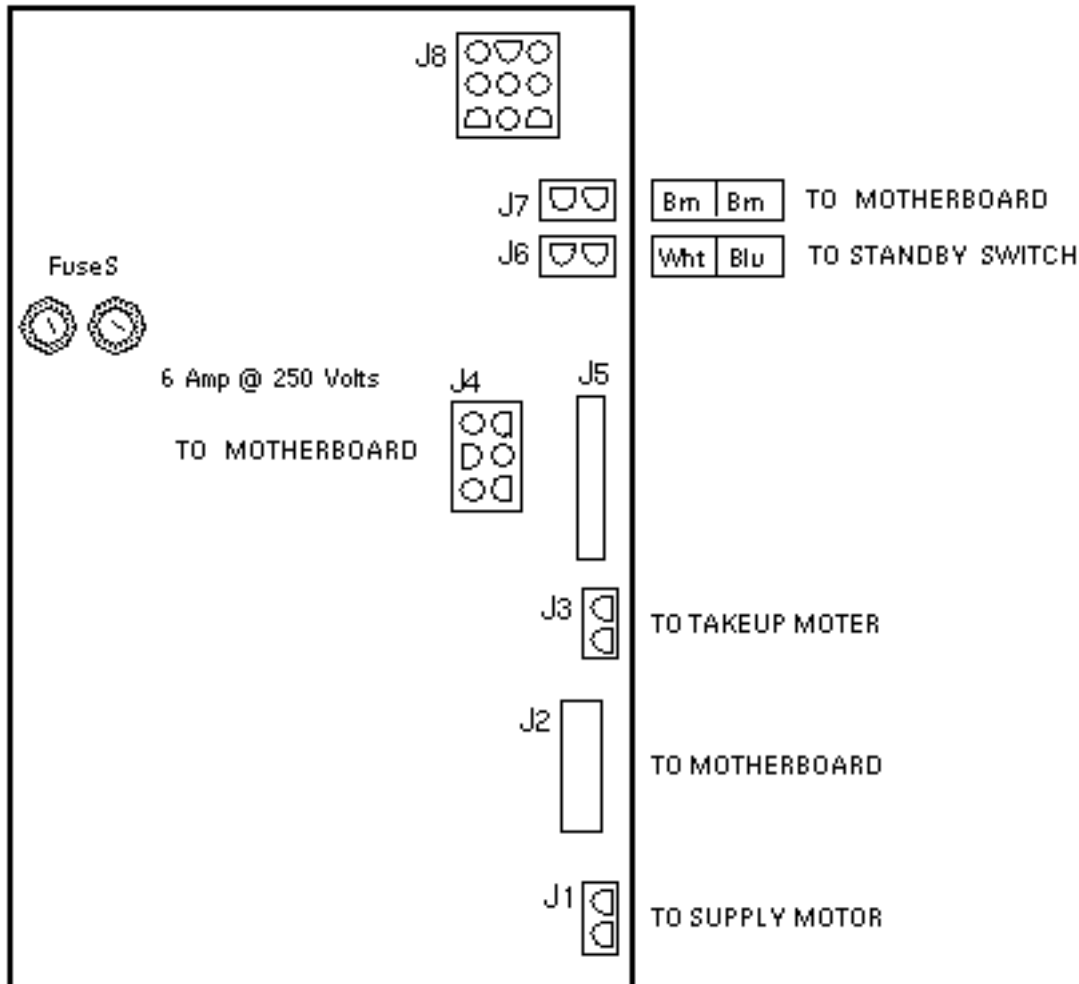 J8
J7
Brn Brn TO MOTHERBOARD
J6
Wht Blu TO STANDBY SWITCH
FuseS
6 Amp @ 250 Volts
J4
J5
TO MOTHERBOARD
J3
TO TAKEUP MOTER
J2
TO MOTHERBOARD
J1
TO SUPPLY MOTOR